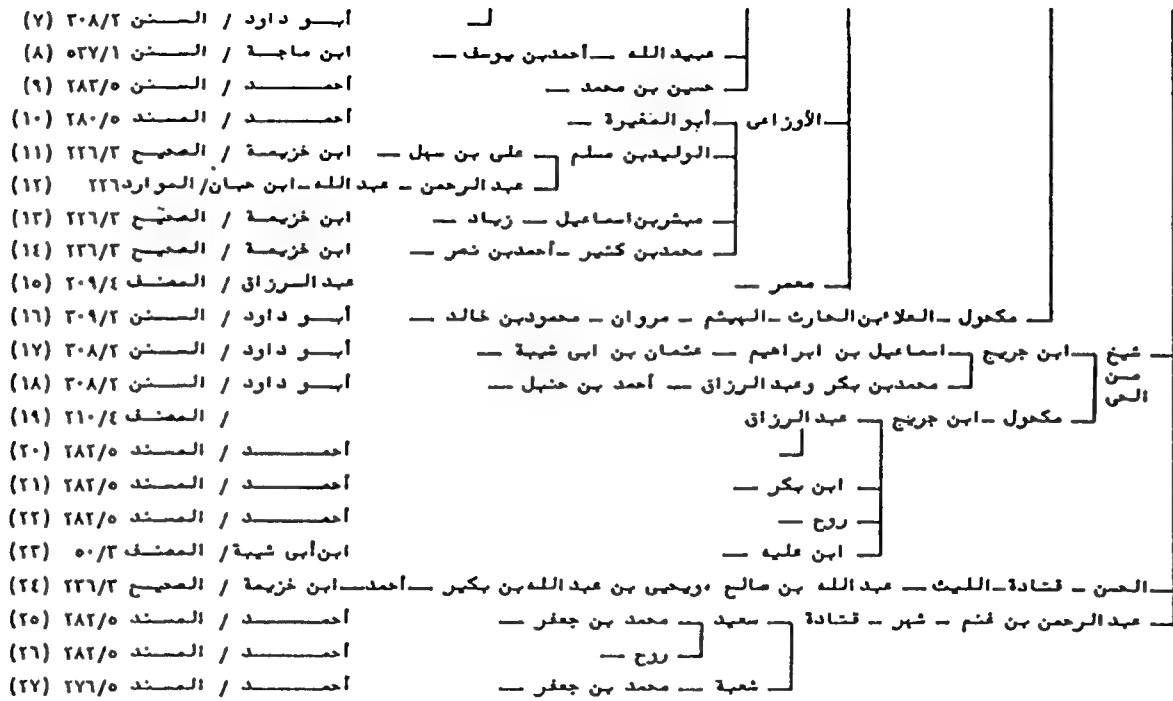 أبو داود / السنن ٣٠٨/٢ (٧)
عبيد الله - أحمد بن يوسف - ابن ماجة / السنن ٥٣٧/١ (٨)
حسين بن محمد - أحمد / السنن ٢٨٣/٥ (٩)
الأوزاعى - أبو المغيرة - أحمد / المسند ٢٨٠/٥ (١٠)
الوليد بن مسلم - على بن سهل - ابن خزيمة / الصحيح ٢٢٦/٣ (١١)
عبد الرحمن - عبد الله - ابن حبان / الموارد ٢٢٦ (١٢)
مبشر بن اسماعيل - زياد - ابن خزيمة / الصحيح ٢٢٦/٣ (١٣)
محمد بن كثير - أحمد بن نصر - ابن خزيمة / الصحيح ٢٣٦/٣ (١٤)
معمر - عبد الرزاق / المصنف ٢٠٩/٤ (١٥)
مكحول - العلاء بن الحارث - الهيثم - مروان - محمود بن خالد - أبو داود / السنن ٣٠٩/٢ (١٦)
شيخ من الحى - ابن جريج - اسماعيل بن ابراهيم - عثمان بن ابى شيبة - أبو داود / السنن ٣٠٨/٢ (١٧)
محمد بن بكر وعبد الرزاق - أحمد بن حنبل - أبو داود / السنن ٣٠٨/٢ (١٨)
مكحول - ابن جريج - عبد الرزاق / المصنف ٢١٠/٤ (١٩)
أحمد / المسند ٢٨٢/٥ (٢٠)
ابن بكر - أحمد / المسند ٢٨٢/٥ (٢١)
روح - أحمد / المسند ٢٨٢/٥ (٢٢)
ابن عليه - ابن أبى شيبة / المصنف ٥٠/٣ (٢٣)
الحسن - قتادة - الليث - عبد الله بن صالح، ويحيى بن عبد الله بن بكير - أحمد - ابن خزيمة / الصحيح ٢٣٦/٣ (٢٤)
عبد الرحمن بن غنم - شهر - قتادة - سعيد - محمد بن جعفر - أحمد / المسند ٢٨٢/٥ (٢٥)
روح - أحمد / المسند ٢٨٢/٥ (٢٦)
شعبة - محمد بن جعفر - أحمد / المسند ٢٧٦/٥ (٢٧)